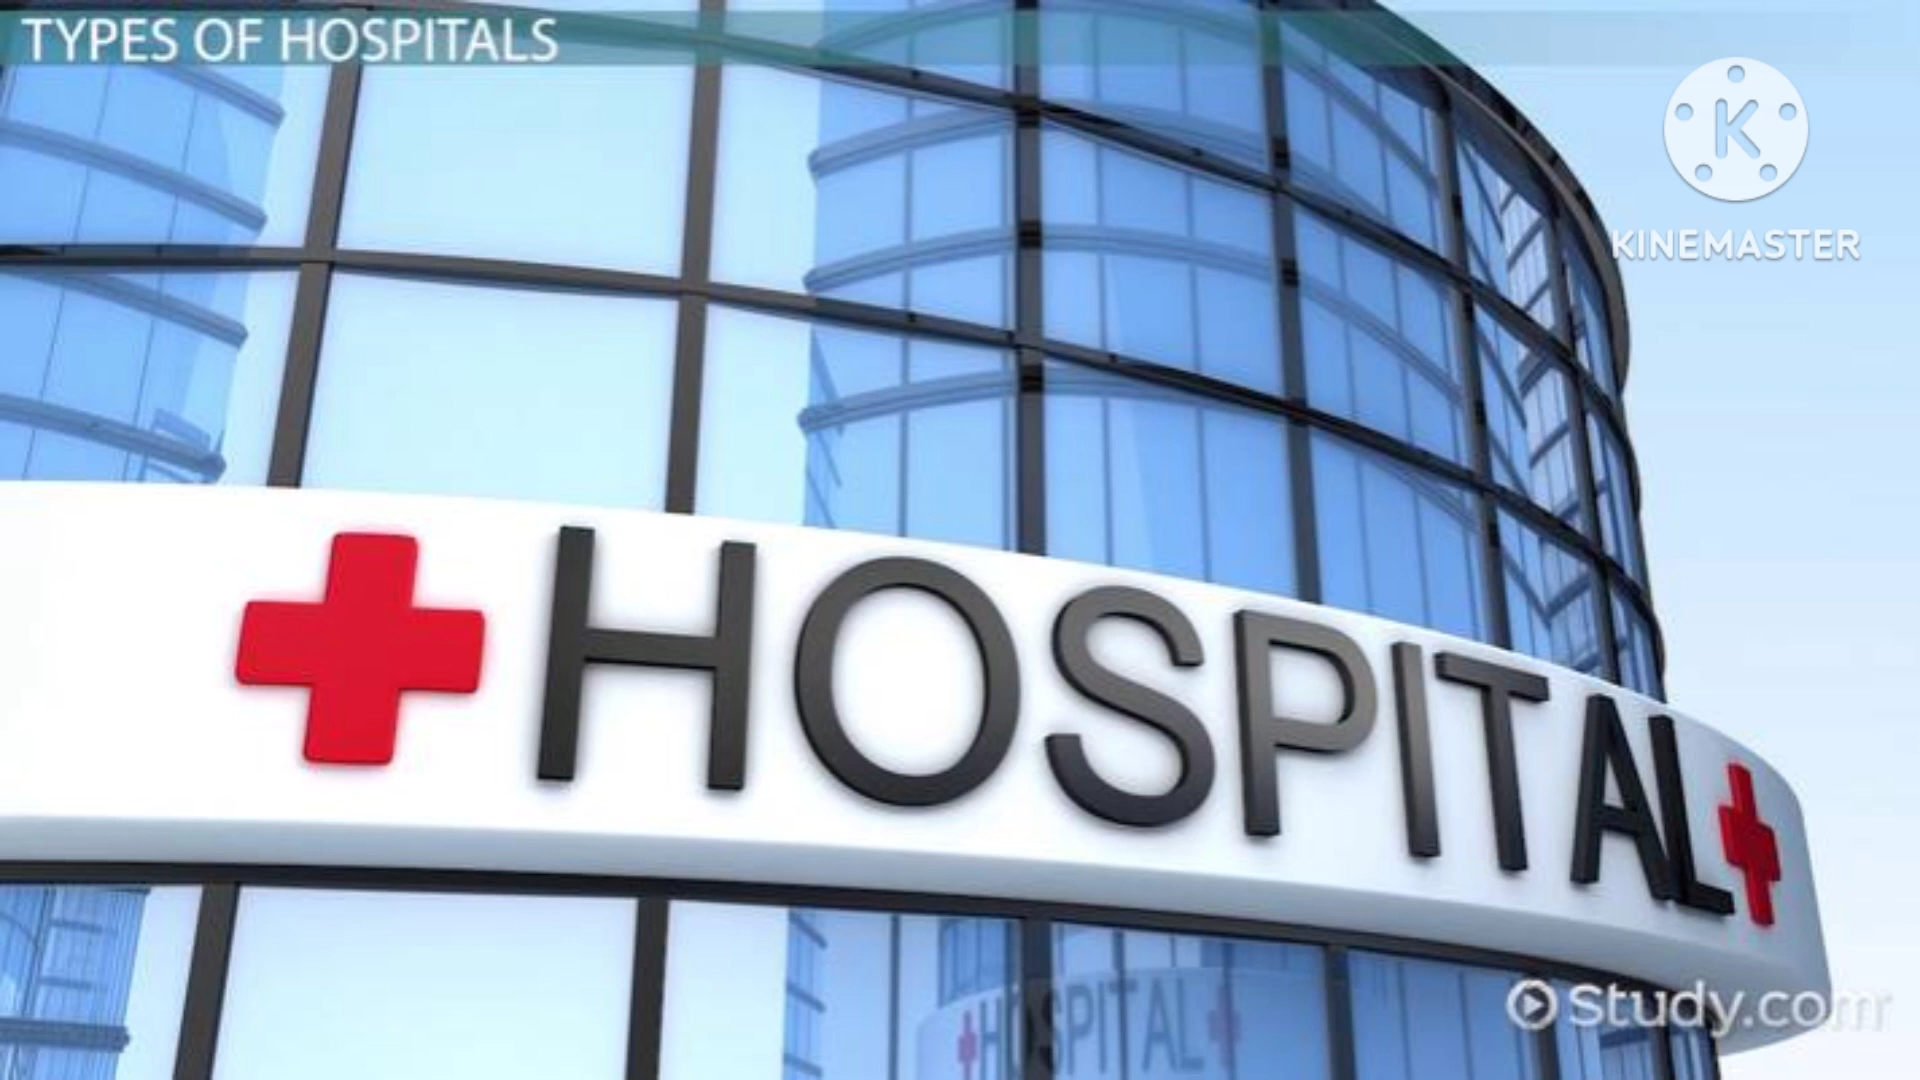 TYPES OF HOSPITALS
K
KINEMASTER
HOSPITAL
HOSPITAL
Study.com